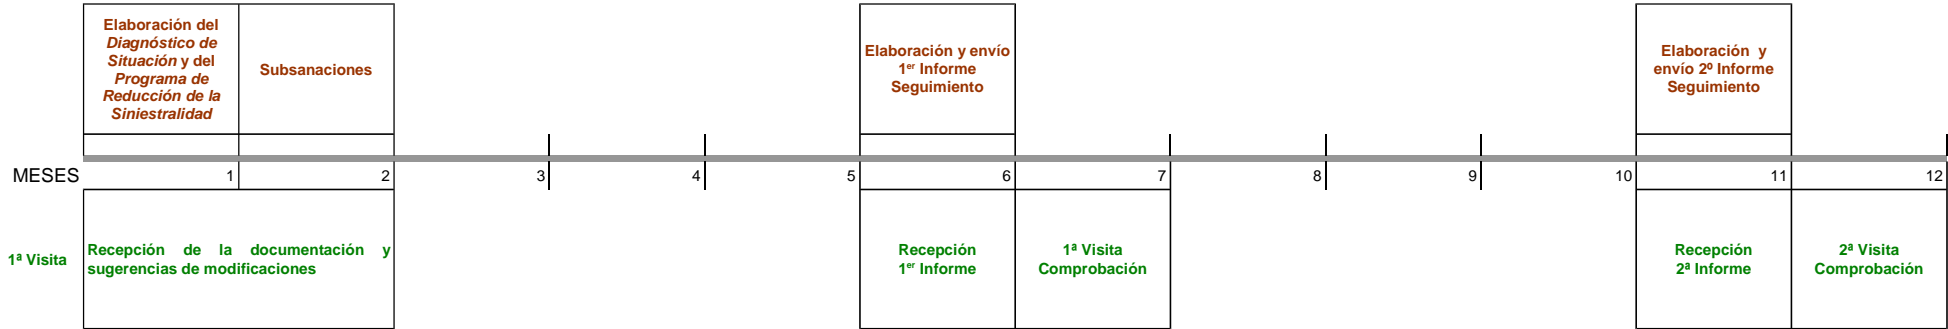 Elaboración del
Diagnóstico de
Situación y del
Programa de
Reducción de la
Siniestralidad
Subsanaciones
Elaboración y envío
1er Informe
Seguimiento
Elaboración y
envío 2º Informe
Seguimiento
MESES 1 2 3 4 5 6 7 8 9 10 11 12
1ª Visita
Recepción de la documentación y
sugerencias de modificaciones
Recepción
1er Informe
1ª Visita
Comprobación
Recepción
2ª Informe
2ª Visita
Comprobación